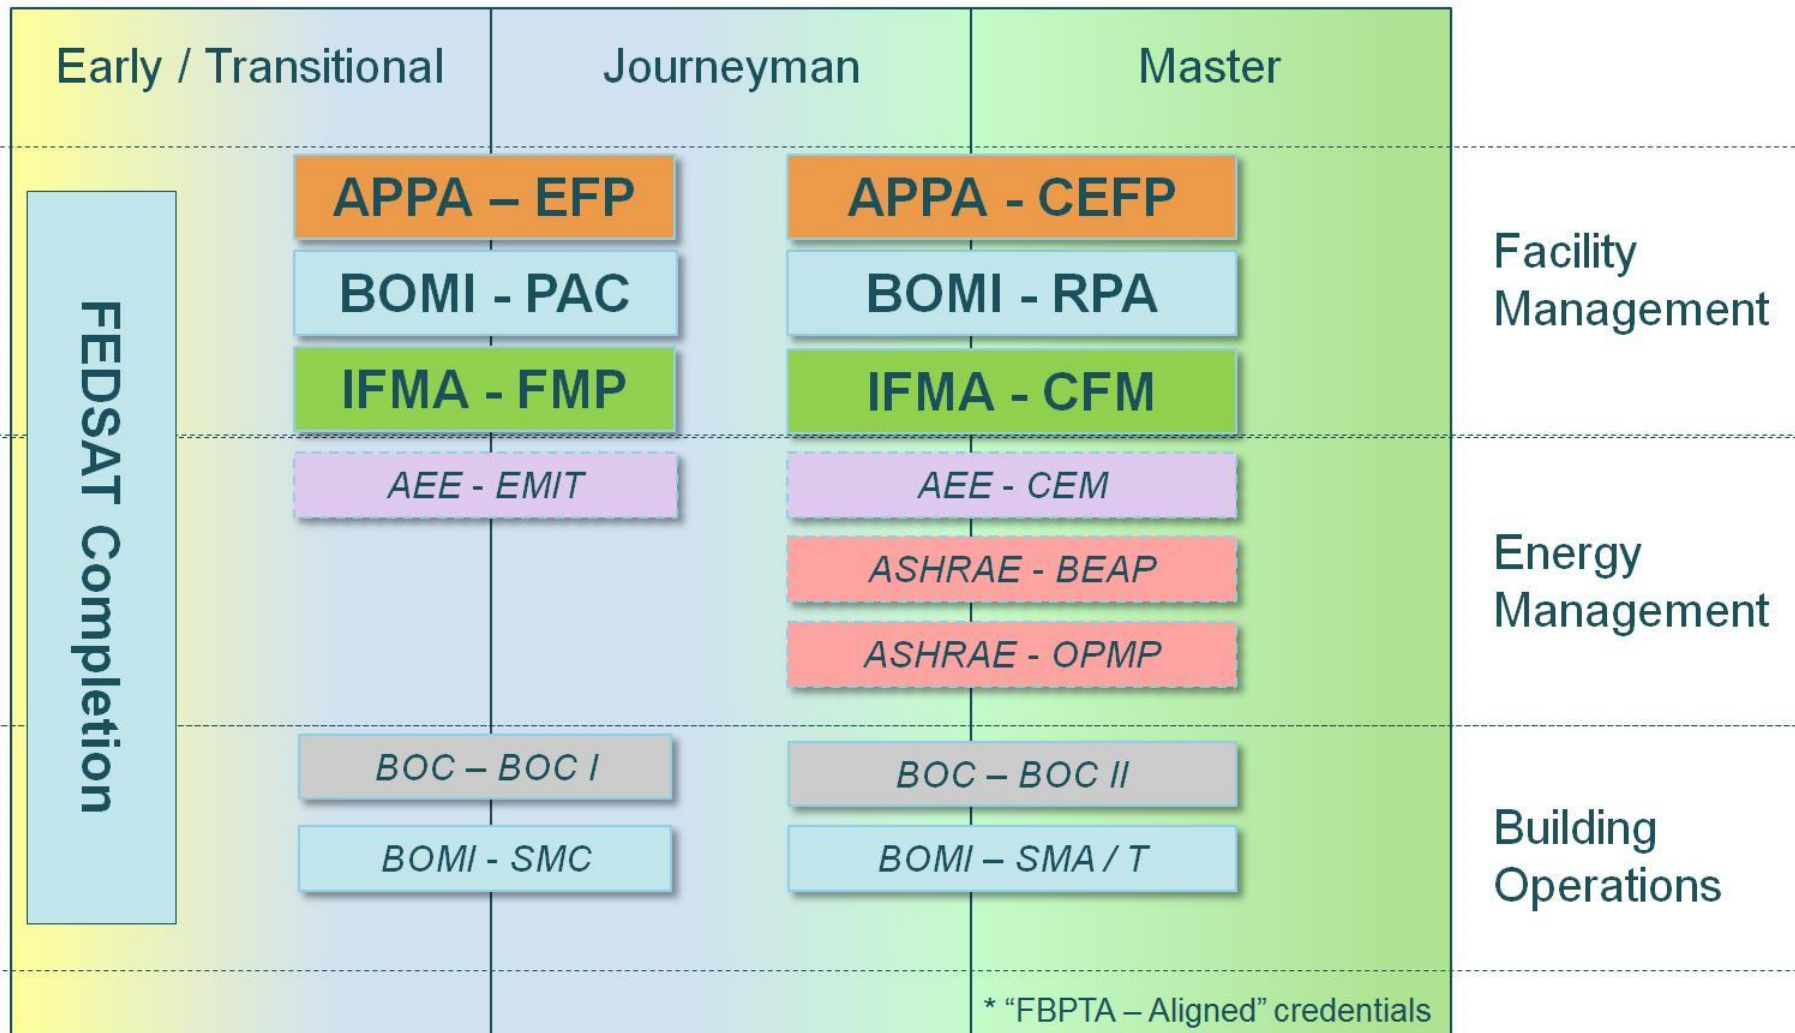 Early / Transitional
Journeyman
Master
FEDSAT Completion
APPA – EFP
APPA - CEFP
BOMI - PAC
BOMI - RPA
IFMA - FMP
IFMA - CFM
Facility
Management
AEE - EMIT
AEE - CEM
ASHRAE - BEAP
ASHRAE - OPMP
Energy
Management
BOC – BOC I
BOC – BOC II
BOMI - SMC
BOMI – SMA / T
Building
Operations
* “FBPTA – Aligned” credentials